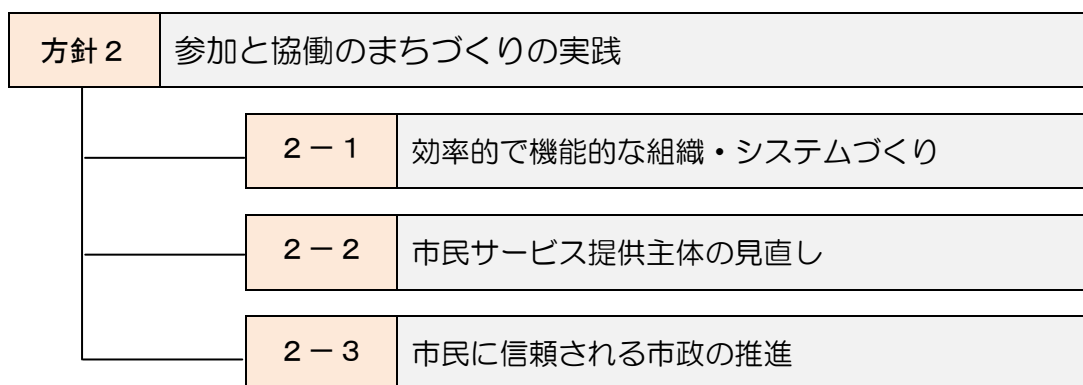 方針2 参加と協働のまちづくりの実践
2－1 効率的で機能的な組織・システムづくり
2－2 市民サービス提供主体の見直し
2－3 市民に信頼される市政の推進